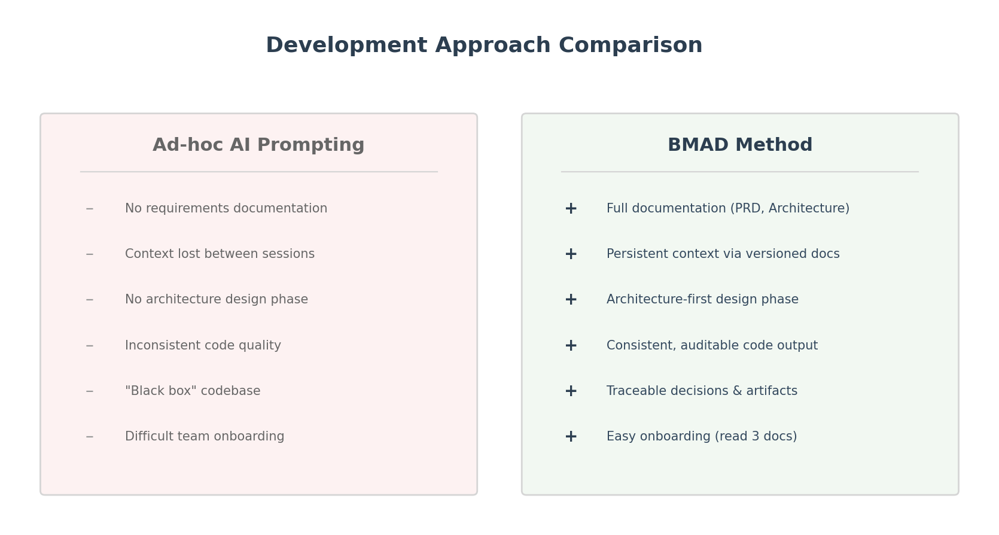 Development Approach Comparison
Ad-hoc AI Prompting
– No requirements documentation
– Context lost between sessions
– No architecture design phase
– Inconsistent code quality
– "Black box" codebase
– Difficult team onboarding
BMAD Method
+ Full documentation (PRD, Architecture)
+ Persistent context via versioned docs
+ Architecture-first design phase
+ Consistent, auditable code output
+ Traceable decisions & artifacts
+ Easy onboarding (read 3 docs)